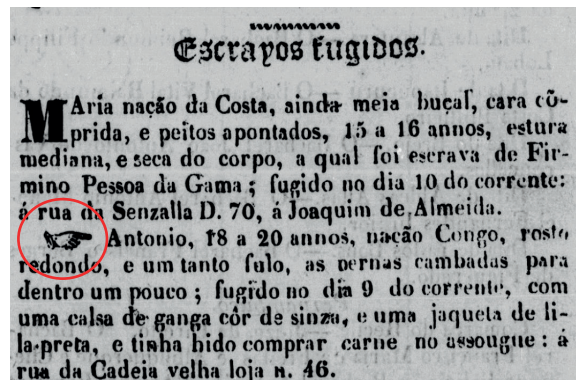 Escravos fugidos.
MAria nação da Costa, ainda meia buçal, cara cõ-
prida, e peitos apontados, 15 a 16 annos, estura
mediana, e seca do corpo, a qual foi escrava de Fir-
mino Pessoa da Gama; fugido no dia 10 do corrente:
á rua da Senzalla D. 70, á Joaquim de Almeida.
Antonio, 18 a 20 annos, nação Congo, rosto
redondo, e um tanto fulo, as pernas cambadas para
dentro um pouco; fugido no dia 9 do corrente, com
uma calsa de ganga côr de sinza, e uma jaqueta de li-
la preta, e tinha hido comprar carne no assougue: á
rua da Cadeia velha loja n. 46.